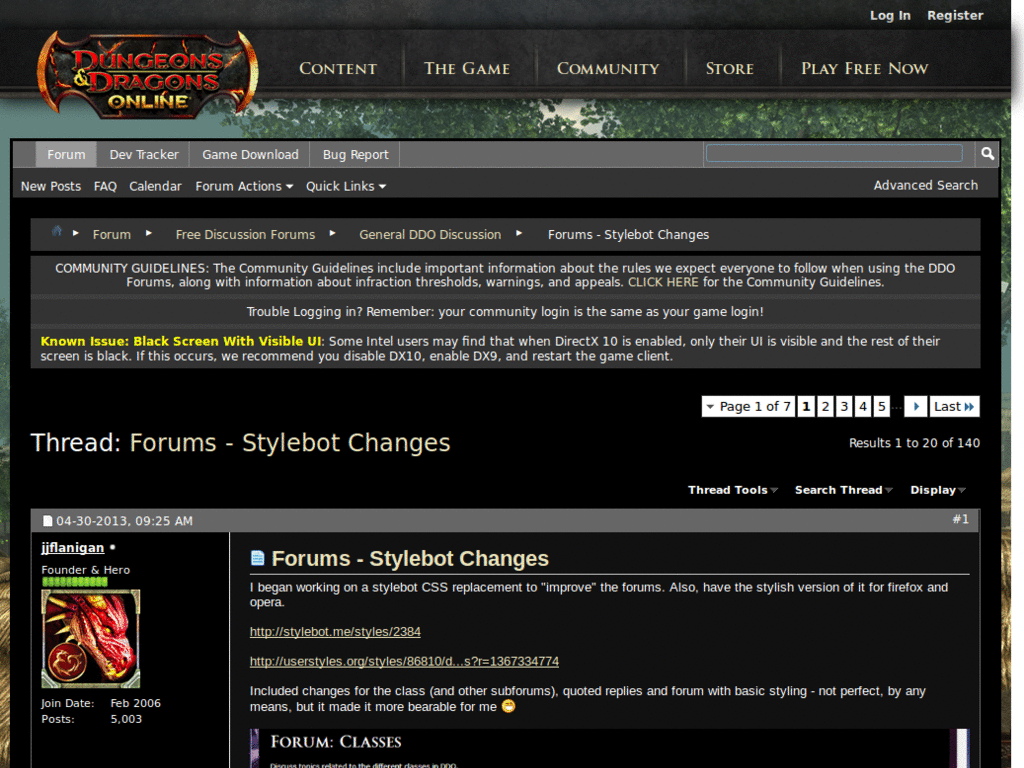 Log In Register
DUNGEONS
& DRAGONS
ONLINE
CONTENT THE GAME COMMUNITY STORE PLAY FREE NOW
Forum Dev Tracker Game Download Bug Report
New Posts FAQ Calendar Forum Actions Quick Links Advanced Search
Forum Free Discussion Forums General DDO Discussion Forums - Stylebot Changes
COMMUNITY GUIDELINES: The Community Guidelines include important information about the rules we expect everyone to follow when using the DDO
Forums, along with information about infraction thresholds, warnings, and appeals. CLICK HERE for the Community Guidelines.
Trouble Logging in? Remember: your community login is the same as your game login!
Known Issue: Black Screen With Visible UI: Some Intel users may find that when DirectX 10 is enabled, only their UI is visible and the rest of their
screen is black. If this occurs, we recommend you disable DX10, enable DX9, and restart the game client.
Page 1 of 7 1 2 3 4 5 ... Last
Thread: Forums - Stylebot Changes
Results 1 to 20 of 140
Thread Tools Search Thread Display
04-30-2013, 09:25 AM #1
jjflanigan
Founder & Hero
Join Date: Feb 2006
Posts: 5,003
Forums - Stylebot Changes
I began working on a stylebot CSS replacement to "improve" the forums. Also, have the stylish version of it for firefox and
opera.
http://stylebot.me/styles/2384
http://userstyles.org/styles/86810/d...s?r=1367334774
Included changes for the class (and other subforums), quoted replies and forum with basic styling - not perfect, by any
means, but it made it more bearable for me
FORUM: CLASSES
Discuss topics related to the different classes in DDO.